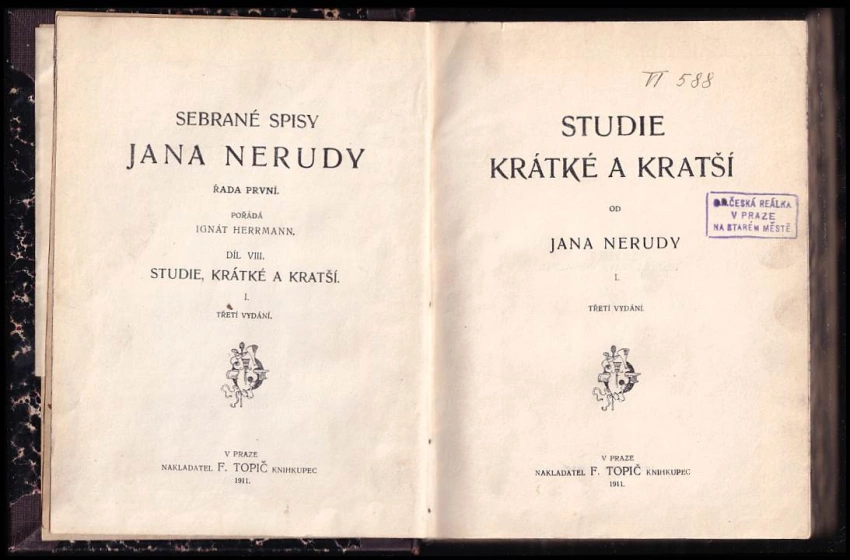 SEBRANÉ SPISY
JANA NERUDY
ŘADA PRVNÍ.
POŘÁDÁ
IGNÁT HERRMANN.
DÍL VIII.
STUDIE, KRÁTKÉ A KRATŠÍ.
I.
TŘETÍ VYDÁNÍ.
V PRAZE
NAKLADATEL F. TOPIČ KNIHKUPEC
1911.
VI 588
STUDIE
KRÁTKÉ A KRATŠÍ
OD
JANA NERUDY
I.
TŘETÍ VYDÁNÍ.
ČESKÁ REÁLKA
V PRAZE
NA STARÉM MĚSTĚ
V PRAZE
NAKLADATEL F. TOPIČ KNIHKUPEC
1911.